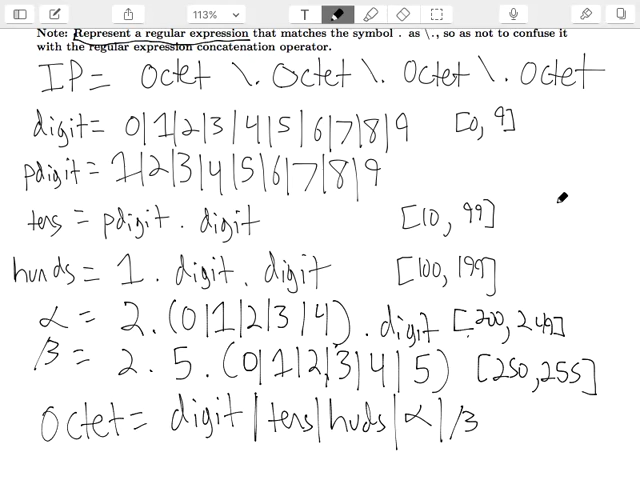 113%
Note: Represent a regular expression that matches the symbol . as \., so as not to confuse it
with the regular expression concatenation operator.
IP = Octet \. Octet \. Octet \. Octet
digit = 0|1|2|3|4|5|6|7|8|9 [0, 9]
pdigit = 1|2|3|4|5|6|7|8|9
tens = pdigit . digit [10, 99]
hunds = 1 . digit . digit [100, 199]
α = 2 . (0|1|2|3|4) . digit [200, 249]
β = 2 . 5 . (0|1|2|3|4|5) [250, 255]
Octet = digit | tens | huds | α | β